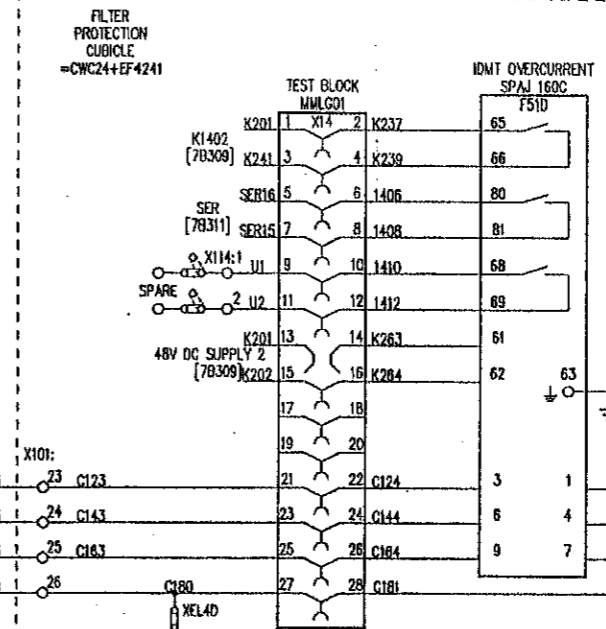 FILTER
PROTECTION
CUBICLE
=CWC24+EF4241
TEST BLOCK
MMLG01
IDMT OVERCURRENT
SPAJ 160C
F51D
K201 1 X14 2 K237 65
K1402
[7B309] K241 3 4 K239 66
SER16 5 6 1406 80
SER
[7B311] SER15 7 8 1408 81
X114:1 U1 9 10 1410 68
SPARE 2 U2 11 12 1412 69
K201 13 14 K263 61
48V DC SUPPLY 2
[7B309] K202 15 16 K264 62 63
17 18
19 20
X101:
23 C123 21 22 C124 3 1
24 C143 23 24 C144 6 4
25 C163 25 26 C164 9 7
26 C180 27 28 C181
XEL4D